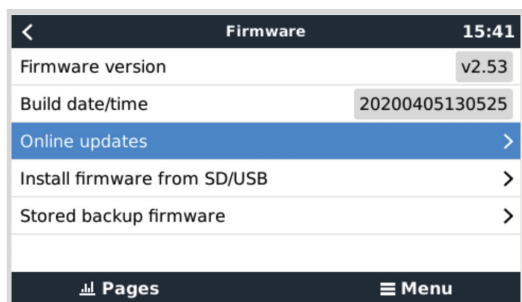 Firmware 15:41
Firmware version v2.53
Build date/time 20200405130525
Online updates
Install firmware from SD/USB
Stored backup firmware
Pages Menu